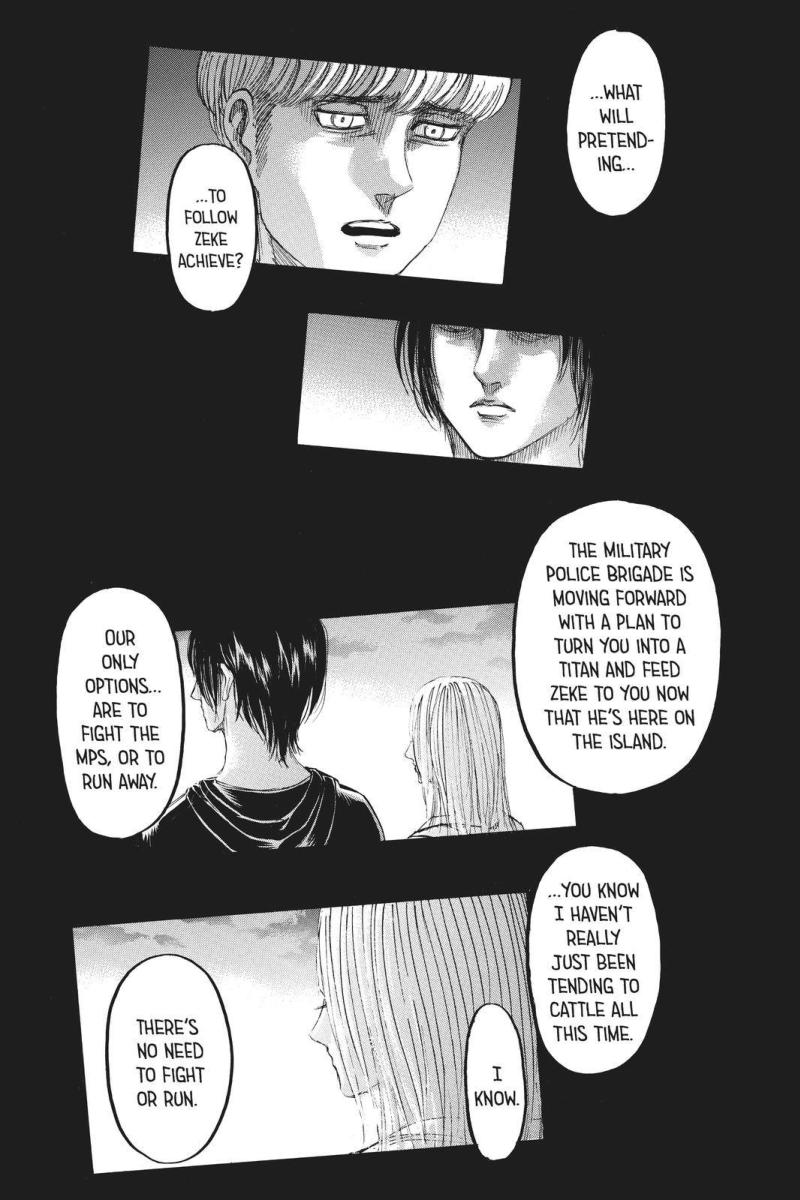 ...WHAT
WILL
PRETEND-
ING...
...TO
FOLLOW
ZEKE
ACHIEVE?
THE MILITARY
POLICE BRIGADE IS
MOVING FORWARD
WITH A PLAN TO
TURN YOU INTO A
TITAN AND FEED
ZEKE TO YOU NOW
THAT HE'S HERE ON
THE ISLAND.
OUR
ONLY
OPTIONS...
ARE TO
FIGHT THE
MPS, OR TO
RUN AWAY.
...YOU KNOW
I HAVEN'T
REALLY
JUST BEEN
TENDING TO
CATTLE ALL
THIS TIME.
I
KNOW.
THERE'S
NO NEED
TO FIGHT
OR RUN.